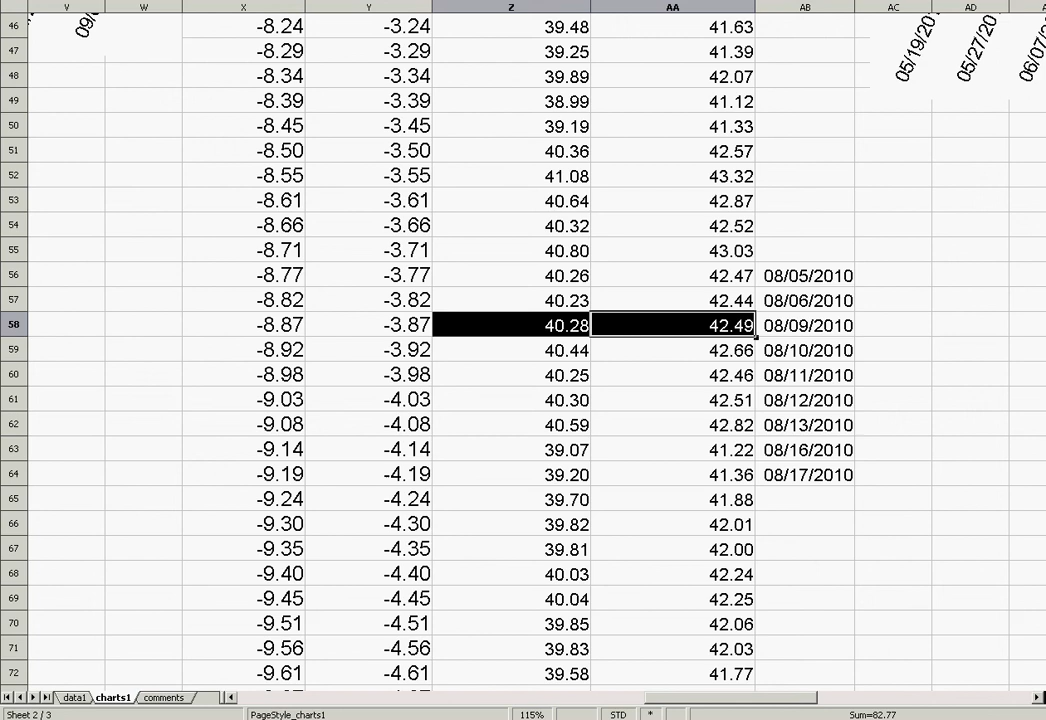 V W X Y Z AA AB AC AD A
46 09/ -8.24 -3.24 39.48 41.63 05/19/20 05/27/20 06/07/
47 -8.29 -3.29 39.25 41.39
48 -8.34 -3.34 39.89 42.07
49 -8.39 -3.39 38.99 41.12
50 -8.45 -3.45 39.19 41.33
51 -8.50 -3.50 40.36 42.57
52 -8.55 -3.55 41.08 43.32
53 -8.61 -3.61 40.64 42.87
54 -8.66 -3.66 40.32 42.52
55 -8.71 -3.71 40.80 43.03
56 -8.77 -3.77 40.26 42.47 08/05/2010
57 -8.82 -3.82 40.23 42.44 08/06/2010
58 -8.87 -3.87 40.28 42.49 08/09/2010
59 -8.92 -3.92 40.44 42.66 08/10/2010
60 -8.98 -3.98 40.25 42.46 08/11/2010
61 -9.03 -4.03 40.30 42.51 08/12/2010
62 -9.08 -4.08 40.59 42.82 08/13/2010
63 -9.14 -4.14 39.07 41.22 08/16/2010
64 -9.19 -4.19 39.20 41.36 08/17/2010
65 -9.24 -4.24 39.70 41.88
66 -9.30 -4.30 39.82 42.01
67 -9.35 -4.35 39.81 42.00
68 -9.40 -4.40 40.03 42.24
69 -9.45 -4.45 40.04 42.25
70 -9.51 -4.51 39.85 42.06
71 -9.56 -4.56 39.83 42.03
72 -9.61 -4.61 39.58 41.77
data1 charts1 comments
Sheet 2 / 3 PageStyle_charts1 115% STD * Sum=82.77